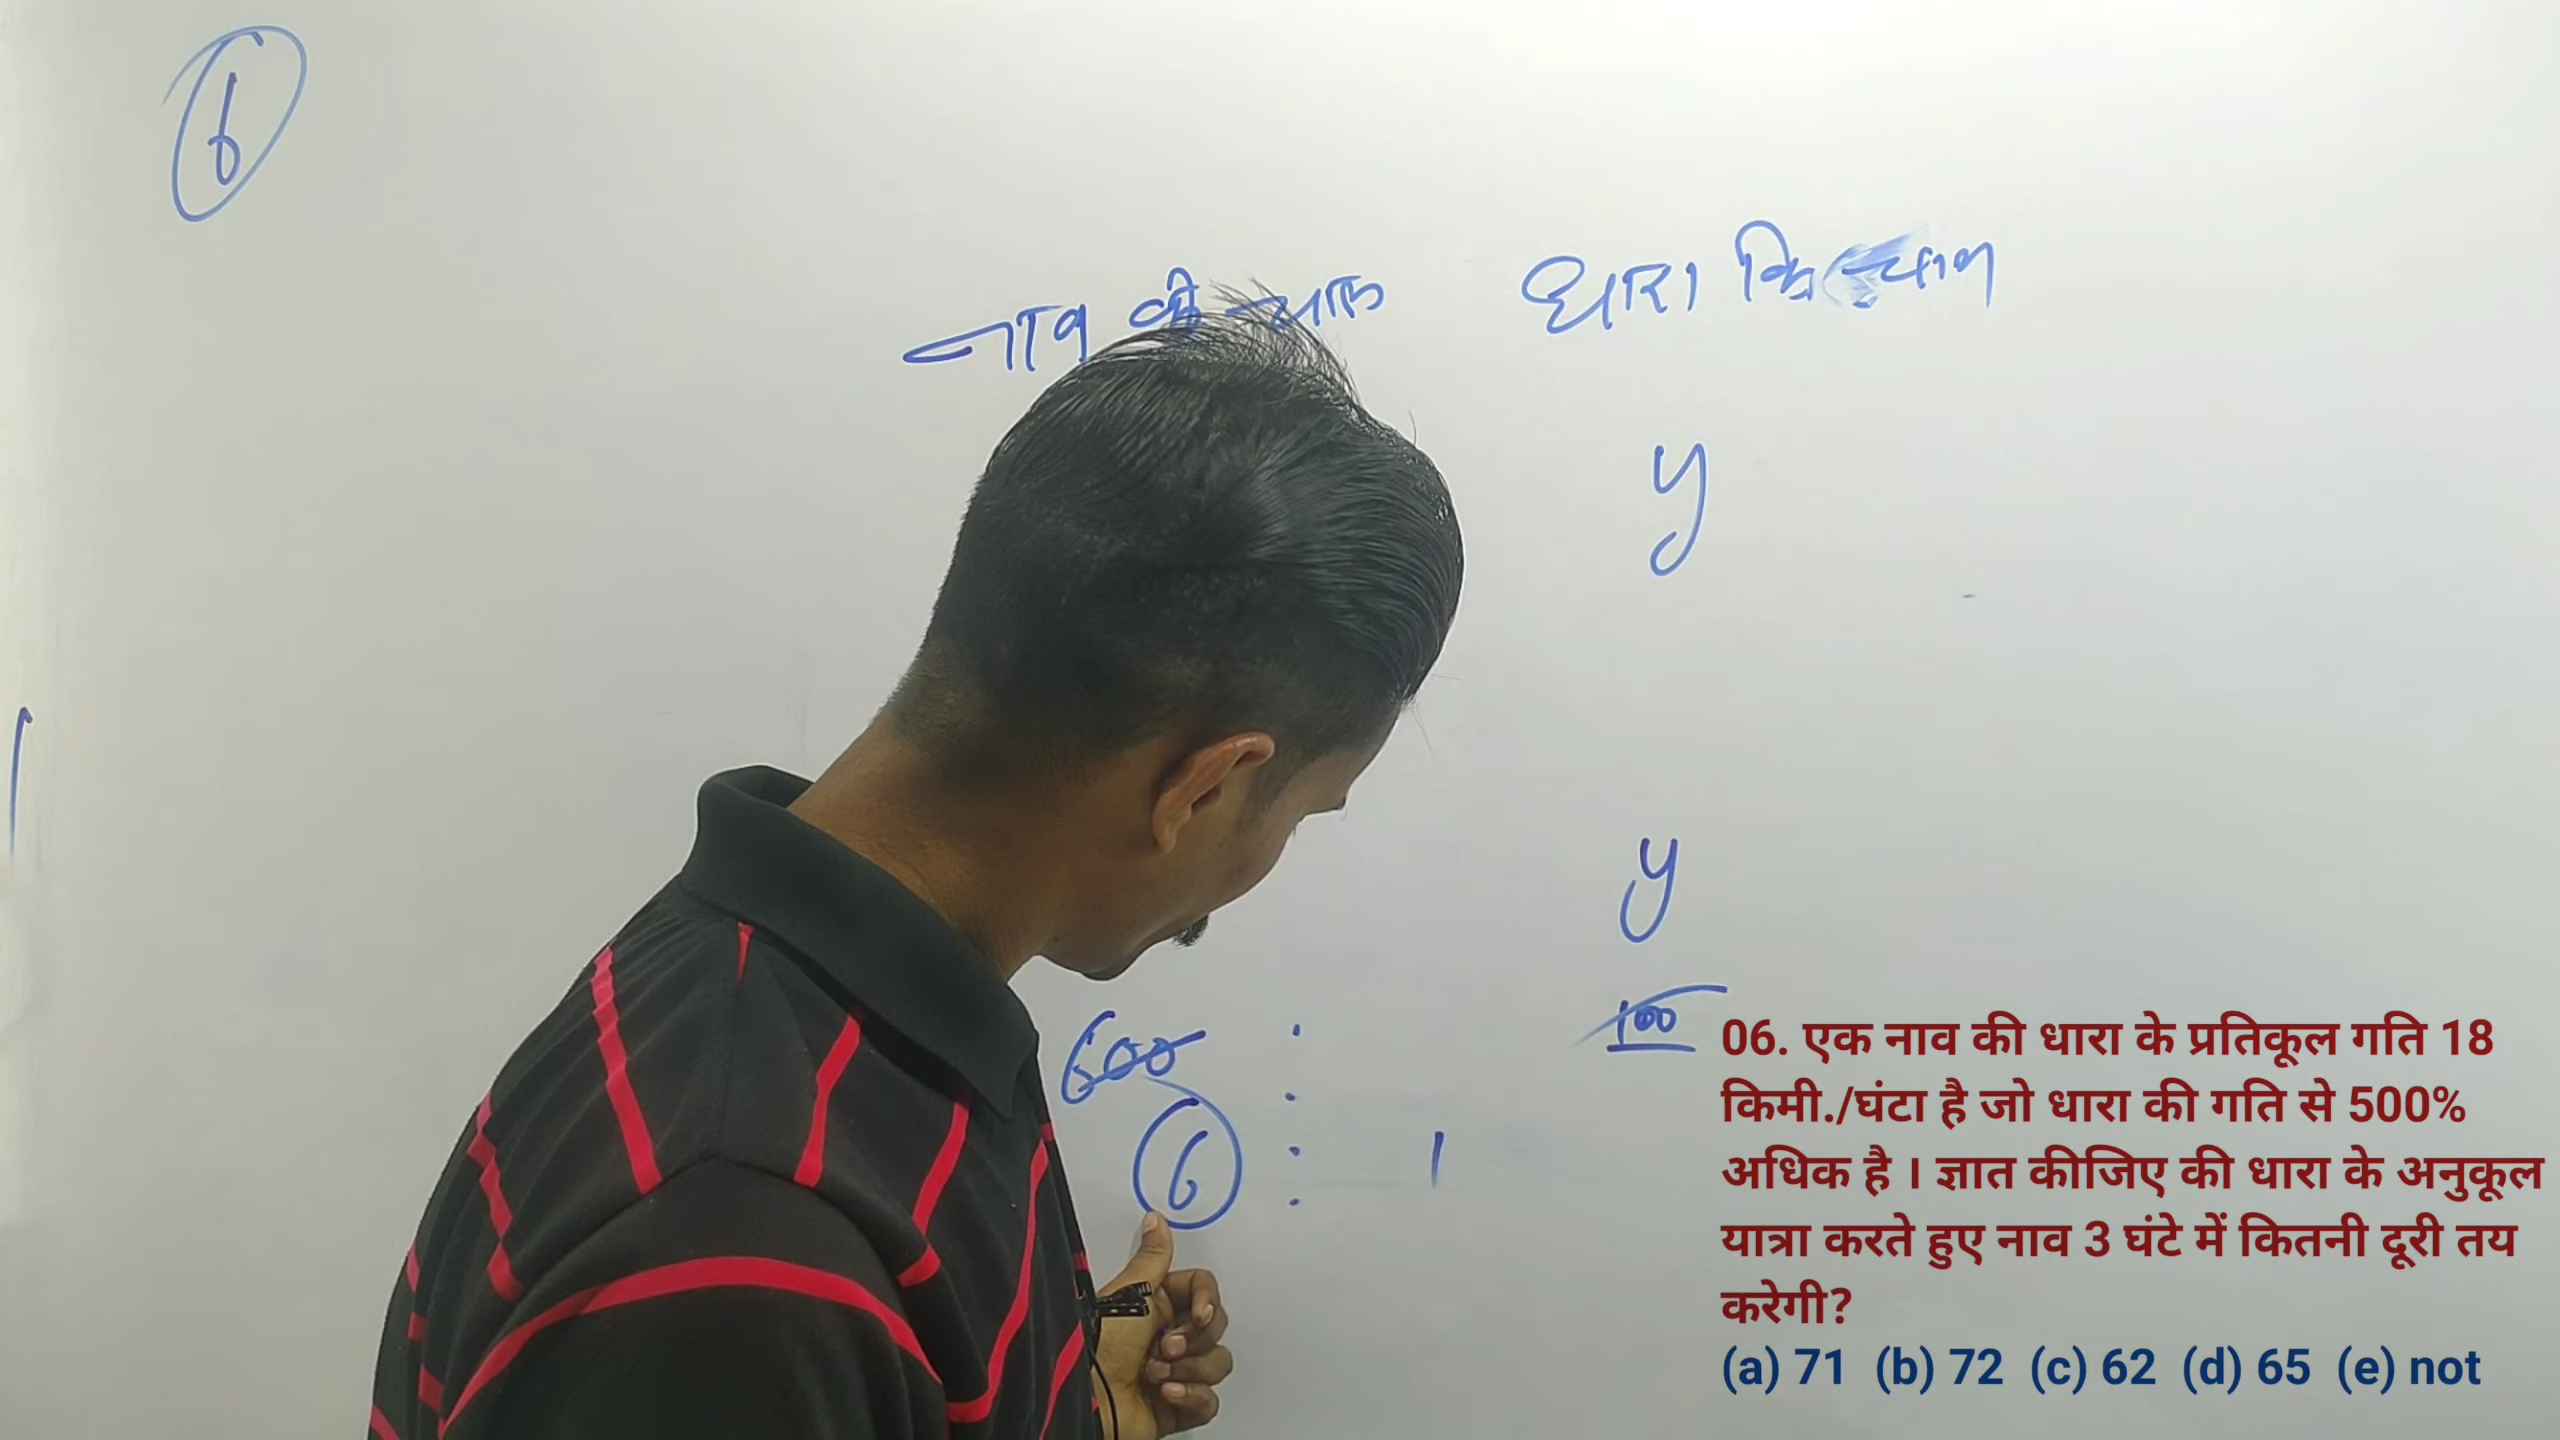 6
नाव की चाल धारा कि चाल
y
y
600 : 100
6 : 1
06. एक नाव की धारा के प्रतिकूल गति 18
किमी./घंटा है जो धारा की गति से 500%
अधिक है । ज्ञात कीजिए की धारा के अनुकूल
यात्रा करते हुए नाव 3 घंटे में कितनी दूरी तय
करेगी?
(a) 71 (b) 72 (c) 62 (d) 65 (e) not